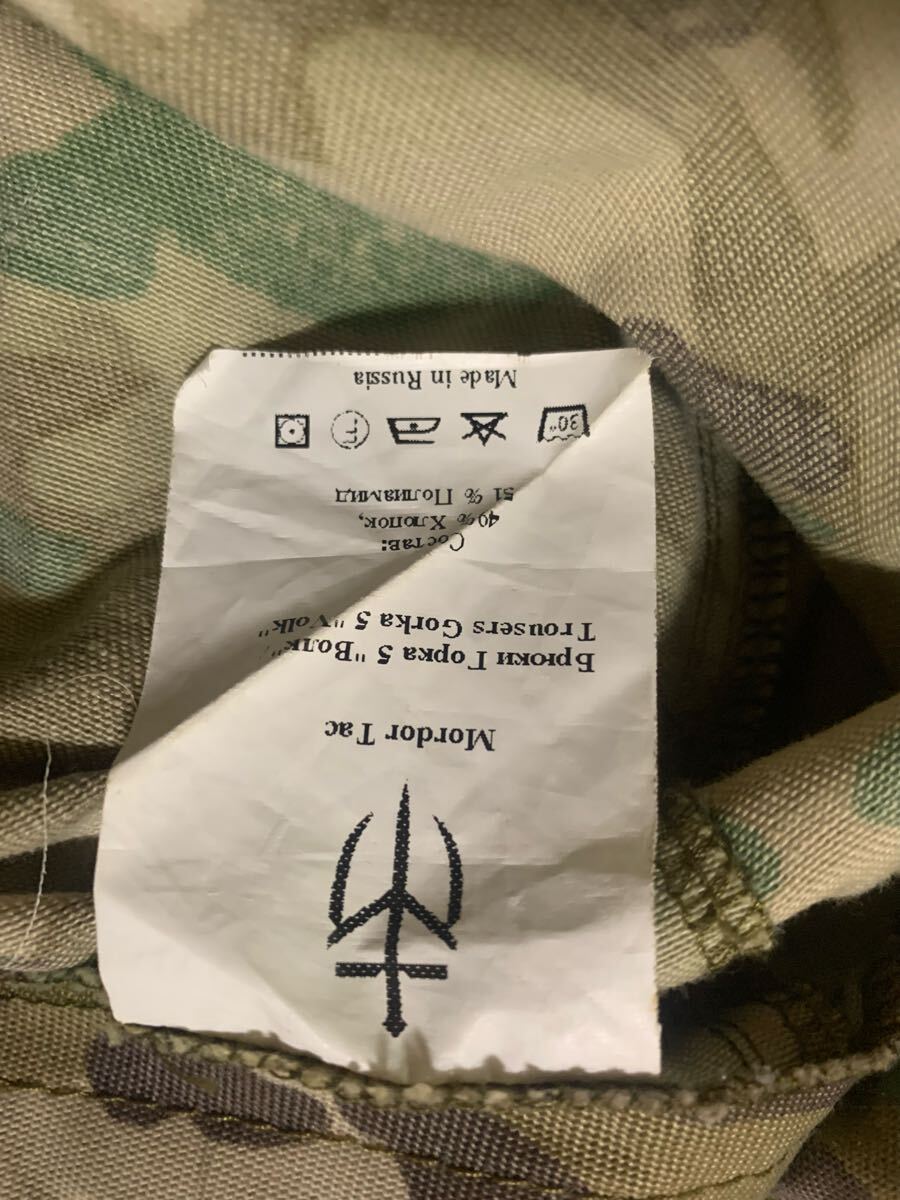 Mordor Tac
Брюки Горка 5 "Волк",
Trousers Gorka 5 "Volk"
Состав:
49% Хлопок,
51 % Полиамид
30°
F
Made in Russia